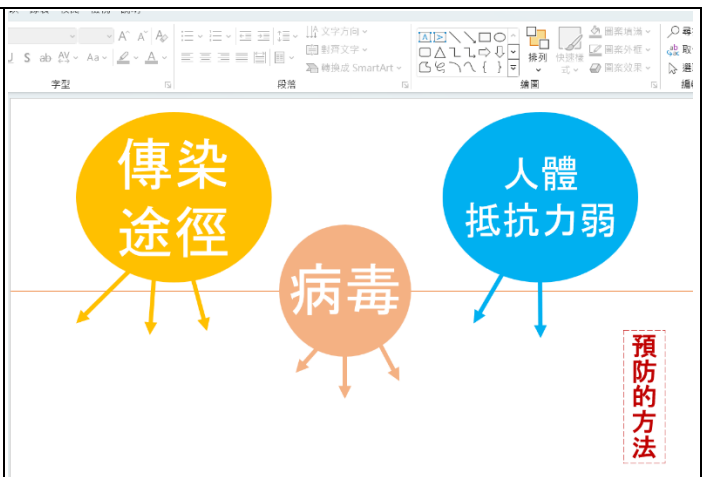 文字方向
對齊文字
轉換成 SmartArt
排列
快速樣
式
圖案填滿
圖案外框
圖案效果
字型
段落
繪圖
傳染
途徑
人體
抵抗力弱
病毒
預防的方法